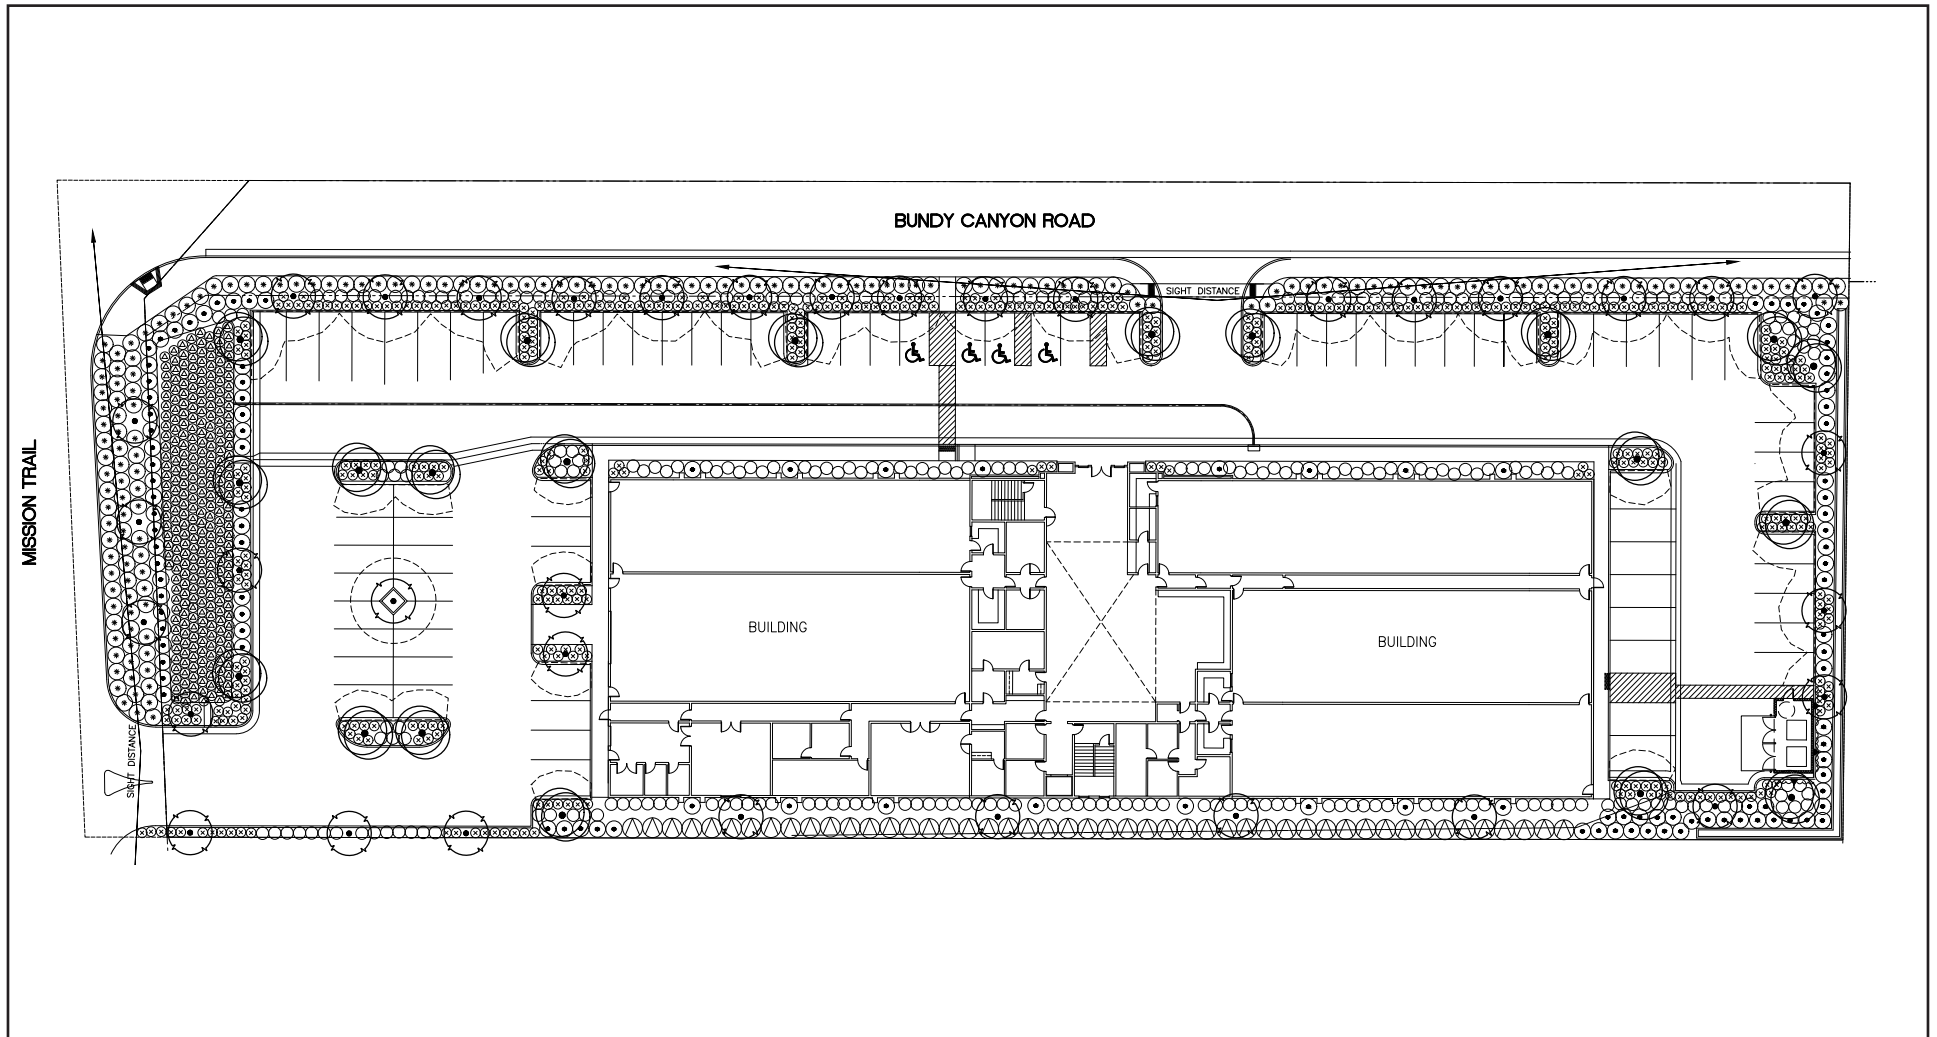 BUNDY CANYON ROAD
SIGHT DISTANCE
MISSION TRAIL
BUILDING
BUILDING
SIGHT DISTANCE